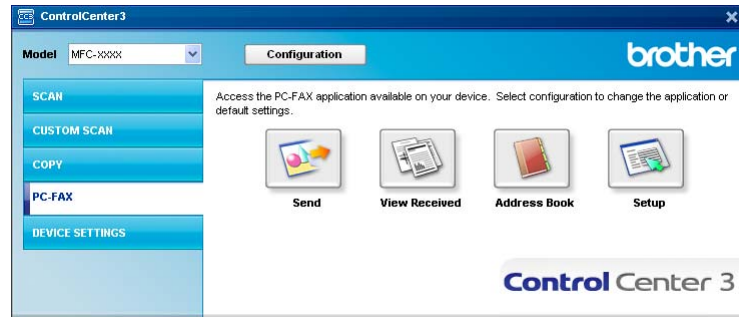 CC3 ControlCenter3
Model MFC-XXXX Configuration brother
SCAN
CUSTOM SCAN
COPY
PC-FAX
DEVICE SETTINGS
Access the PC-FAX application available on your device. Select configuration to change the application or
default settings.
Send View Received Address Book Setup
Control Center 3